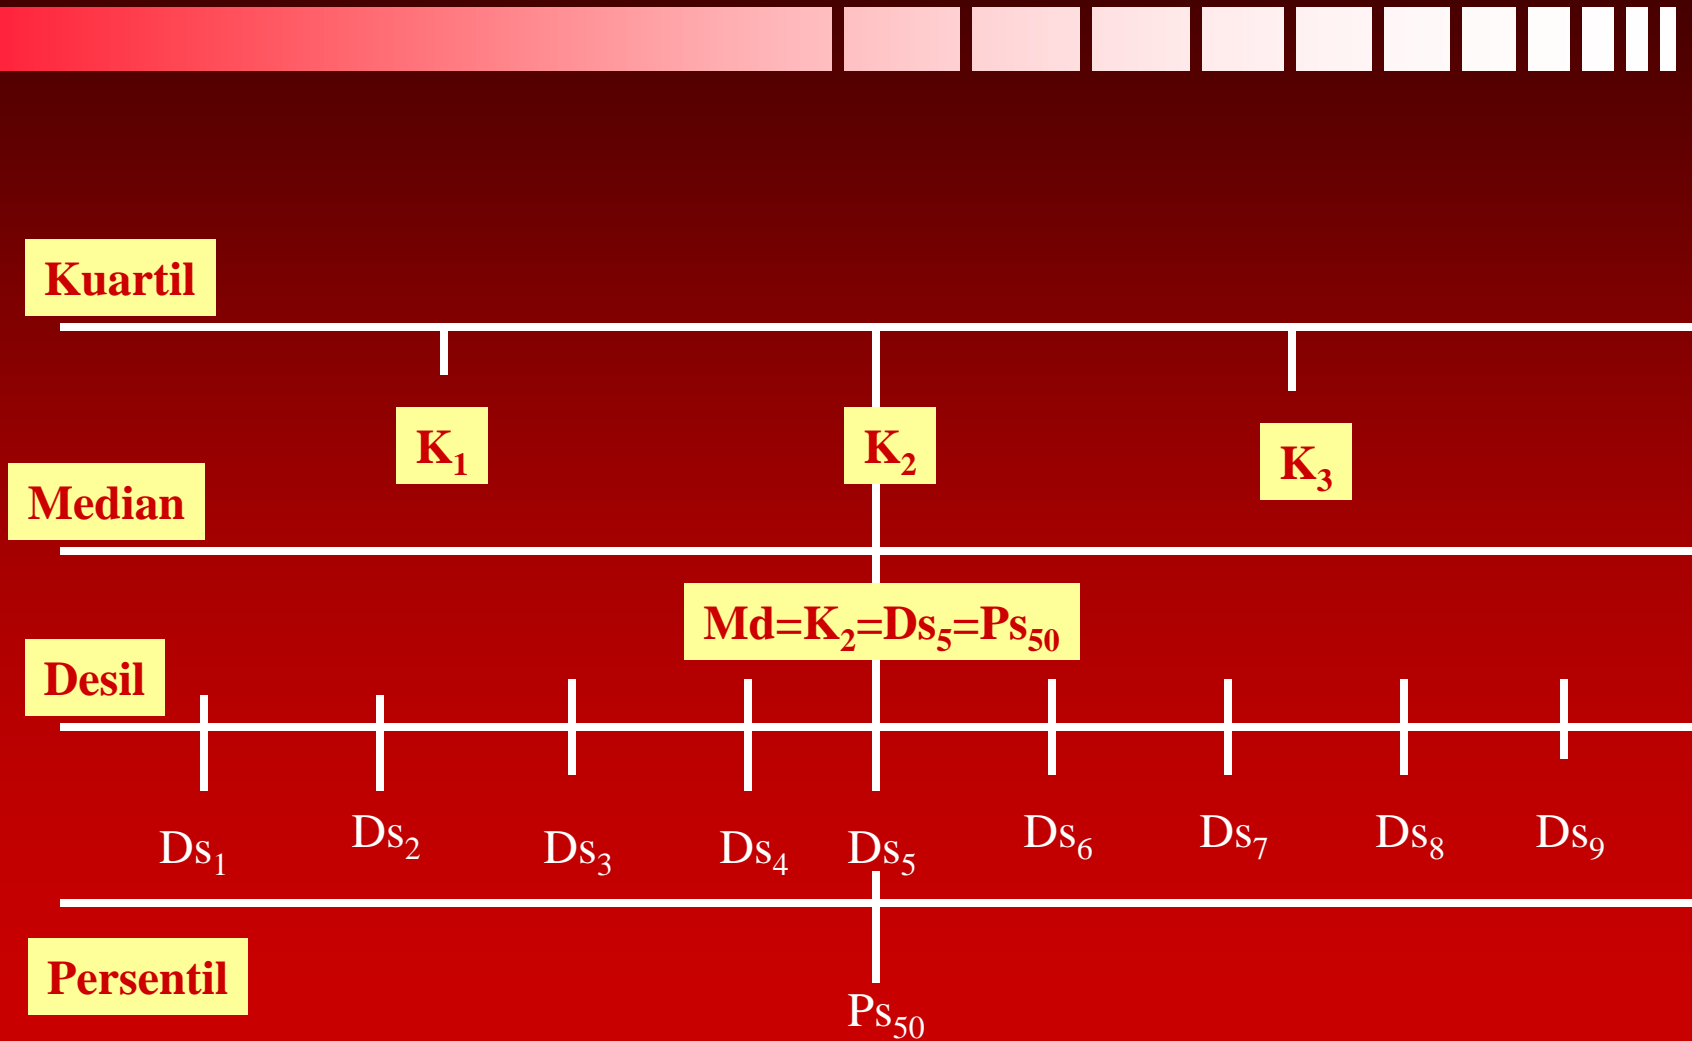 Kuartil
K₁ K₂ K₃
Median
Md=K₂=Ds₅=Ps₅₀
Desil
Ds₁ Ds₂ Ds₃ Ds₄ Ds₅ Ds₆ Ds₇ Ds₈ Ds₉
Persentil
Ps₅₀